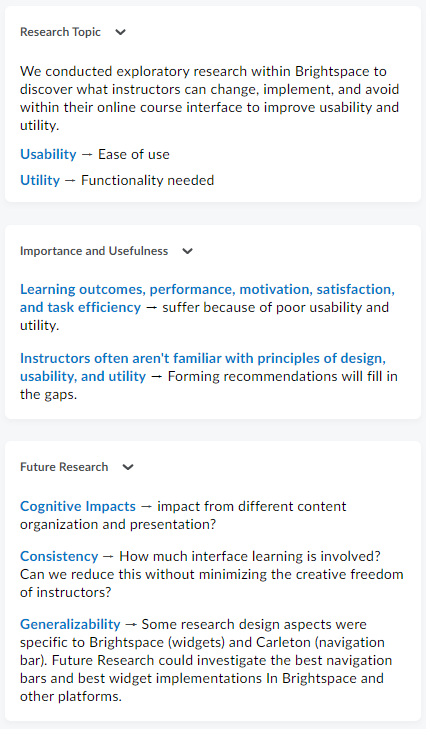 Research Topic
We conducted exploratory research within Brightspace to
discover what instructors can change, implement, and avoid
within their online course interface to improve usability and
utility.
Usability → Ease of use
Utility → Functionality needed
Importance and Usefulness
Learning outcomes, performance, motivation, satisfaction,
and task efficiency → suffer because of poor usability and
utility.
Instructors often aren't familiar with principles of design,
usability, and utility → Forming recommendations will fill in
the gaps.
Future Research
Cognitive Impacts → impact from different content
organization and presentation?
Consistency → How much interface learning is involved?
Can we reduce this without minimizing the creative freedom
of instructors?
Generalizability → Some research design aspects were
specific to Brightspace (widgets) and Carleton (navigation
bar). Future Research could investigate the best navigation
bars and best widget implementations In Brightspace and
other platforms.